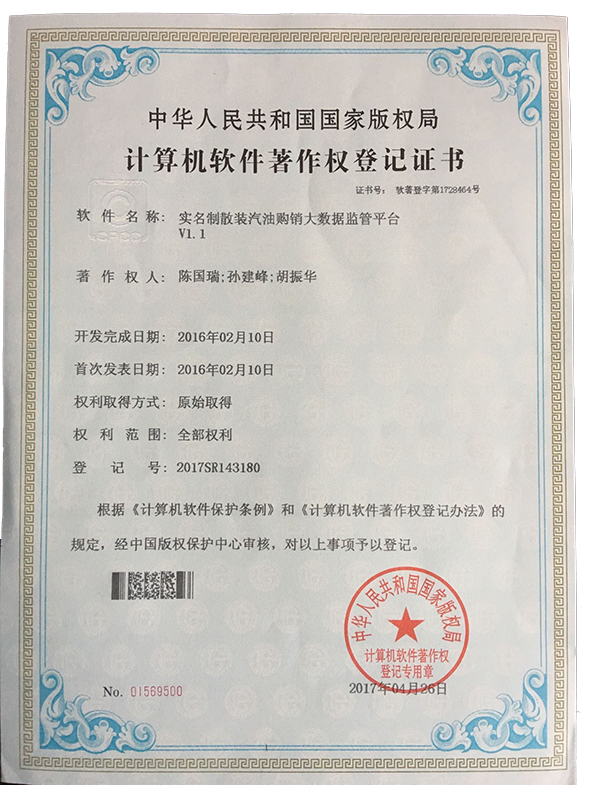 中华人民共和国国家版权局
计算机软件著作权登记证书
证书号： 软著登字第1728464号
软件名称： 实名制散装汽油购销大数据监管平台
V1.1
著作权人： 陈国瑞;孙建峰;胡振华
开发完成日期： 2016年02月10日
首次发表日期： 2016年02月10日
权利取得方式： 原始取得
权利范围： 全部权利
登记号： 2017SR143180
根据《计算机软件保护条例》和《计算机软件著作权登记办法》的
规定，经中国版权保护中心审核，对以上事项予以登记。
中华人民共和国国家版权局
计算机软件著作权
登记专用章
No. 01569500
2017年04月26日